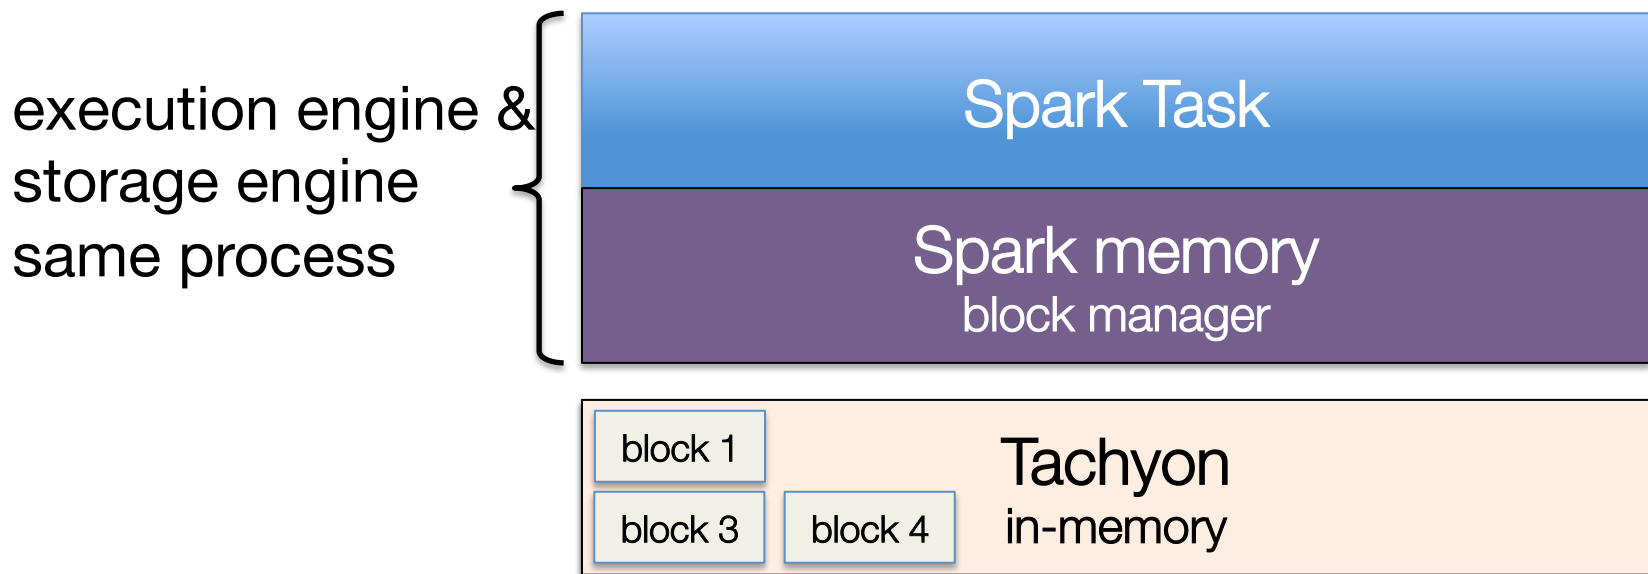 execution engine &
storage engine
same process
Spark Task
Spark memory
block manager
block 1
block 3
block 4
Tachyon
in-memory